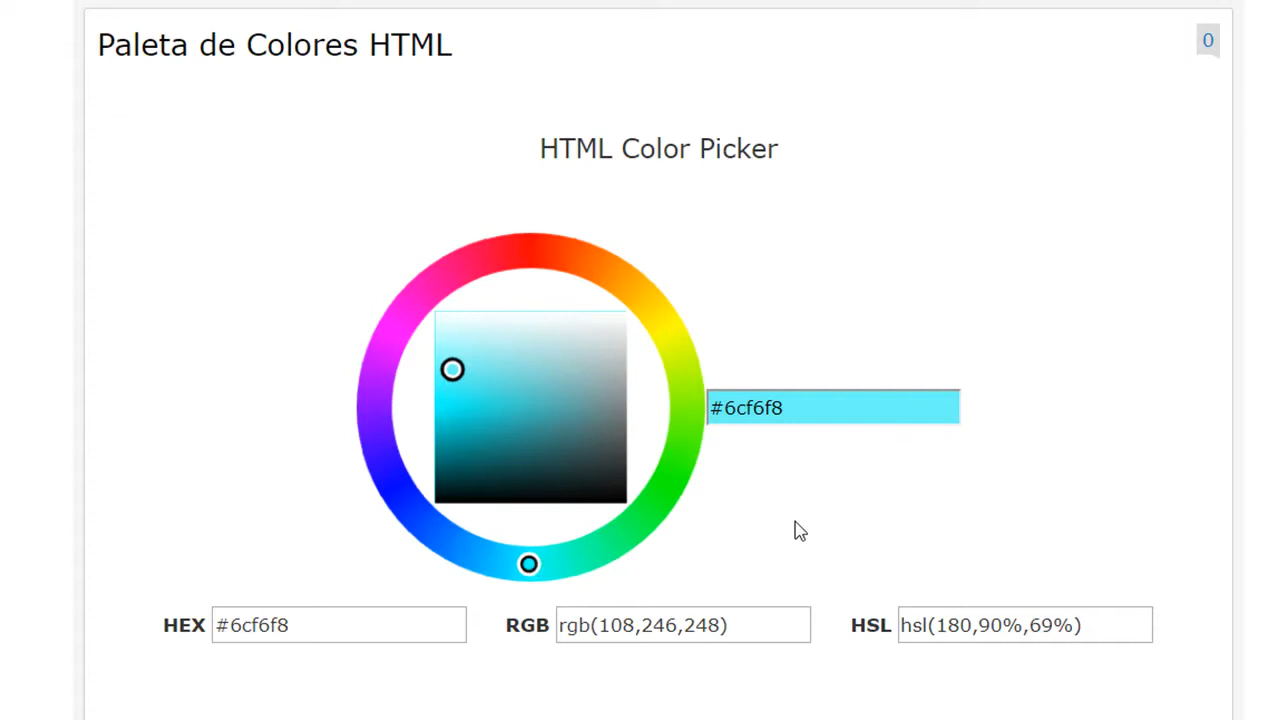 Paleta de Colores HTML
0
HTML Color Picker
#6cf6f8
HEX #6cf6f8 RGB rgb(108,246,248) HSL hsl(180,90%,69%)